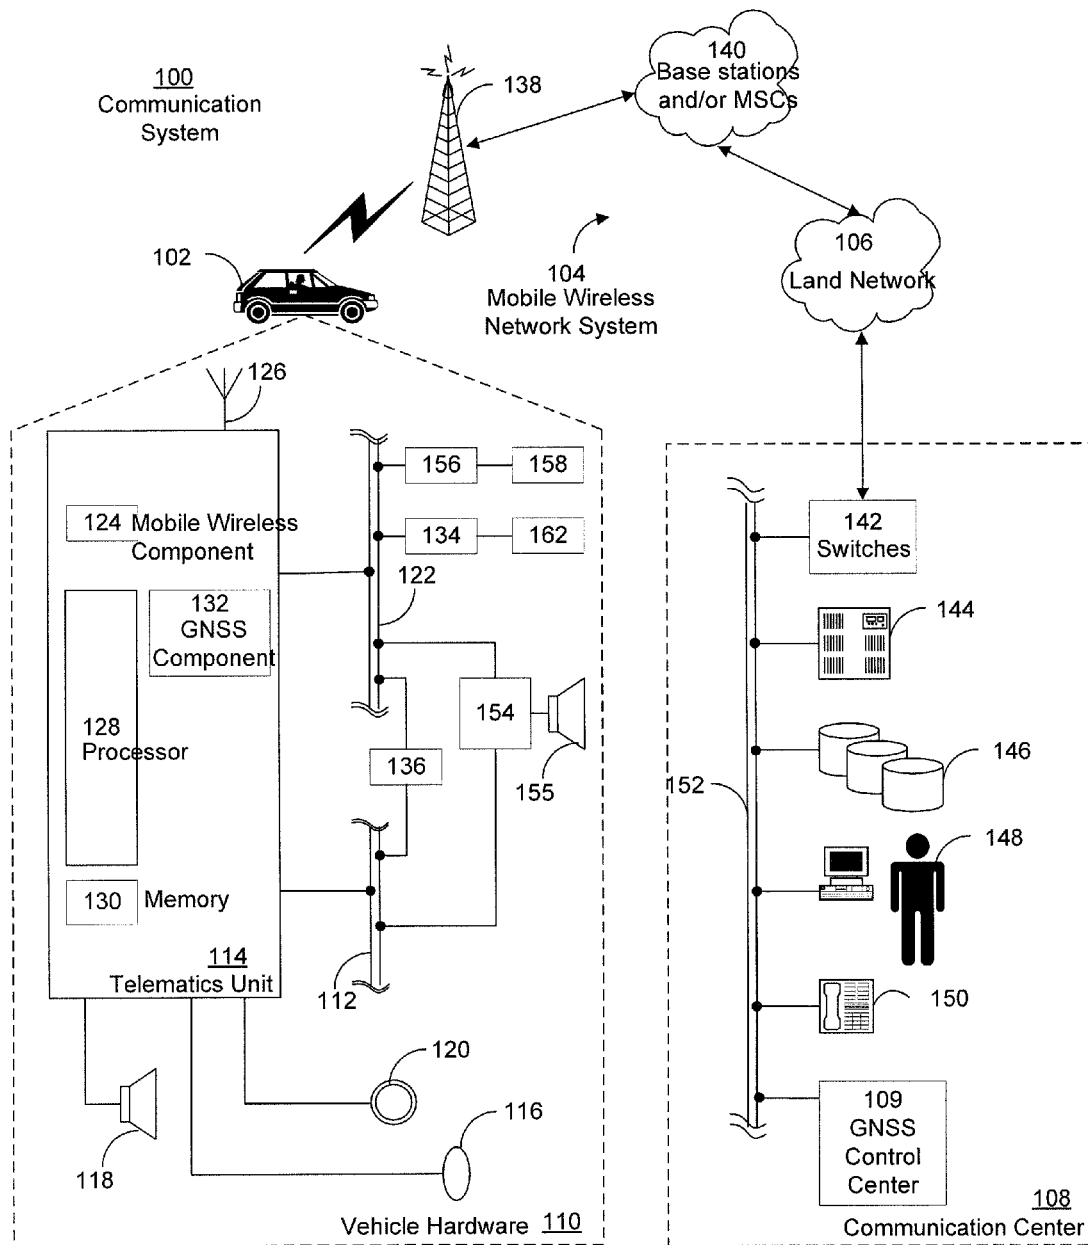 100
Communication
System
138
140
Base stations
and/or MSCs
102
104
Mobile Wireless
Network System
106
Land Network
126
124 Mobile Wireless
Component
132
GNSS
Component
128
Processor
130 Memory
114
Telematics Unit
156 158
134 162
122
154
155
136
112
118
120
116
Vehicle Hardware 110
142
Switches
144
146
152
148
150
109
GNSS
Control
Center
108
Communication Center